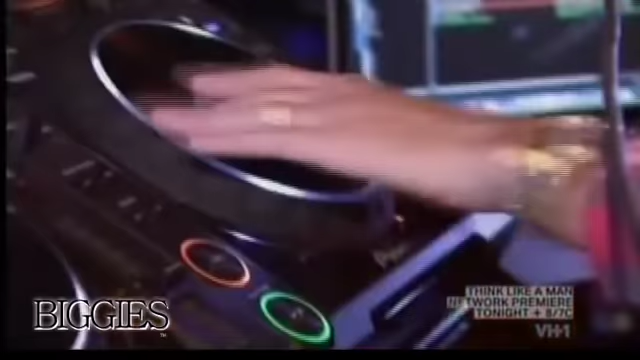 BIGGIES
THINK LIKE A MAN
NETWORK PREMIERE
TONIGHT + 8/7C
VH1